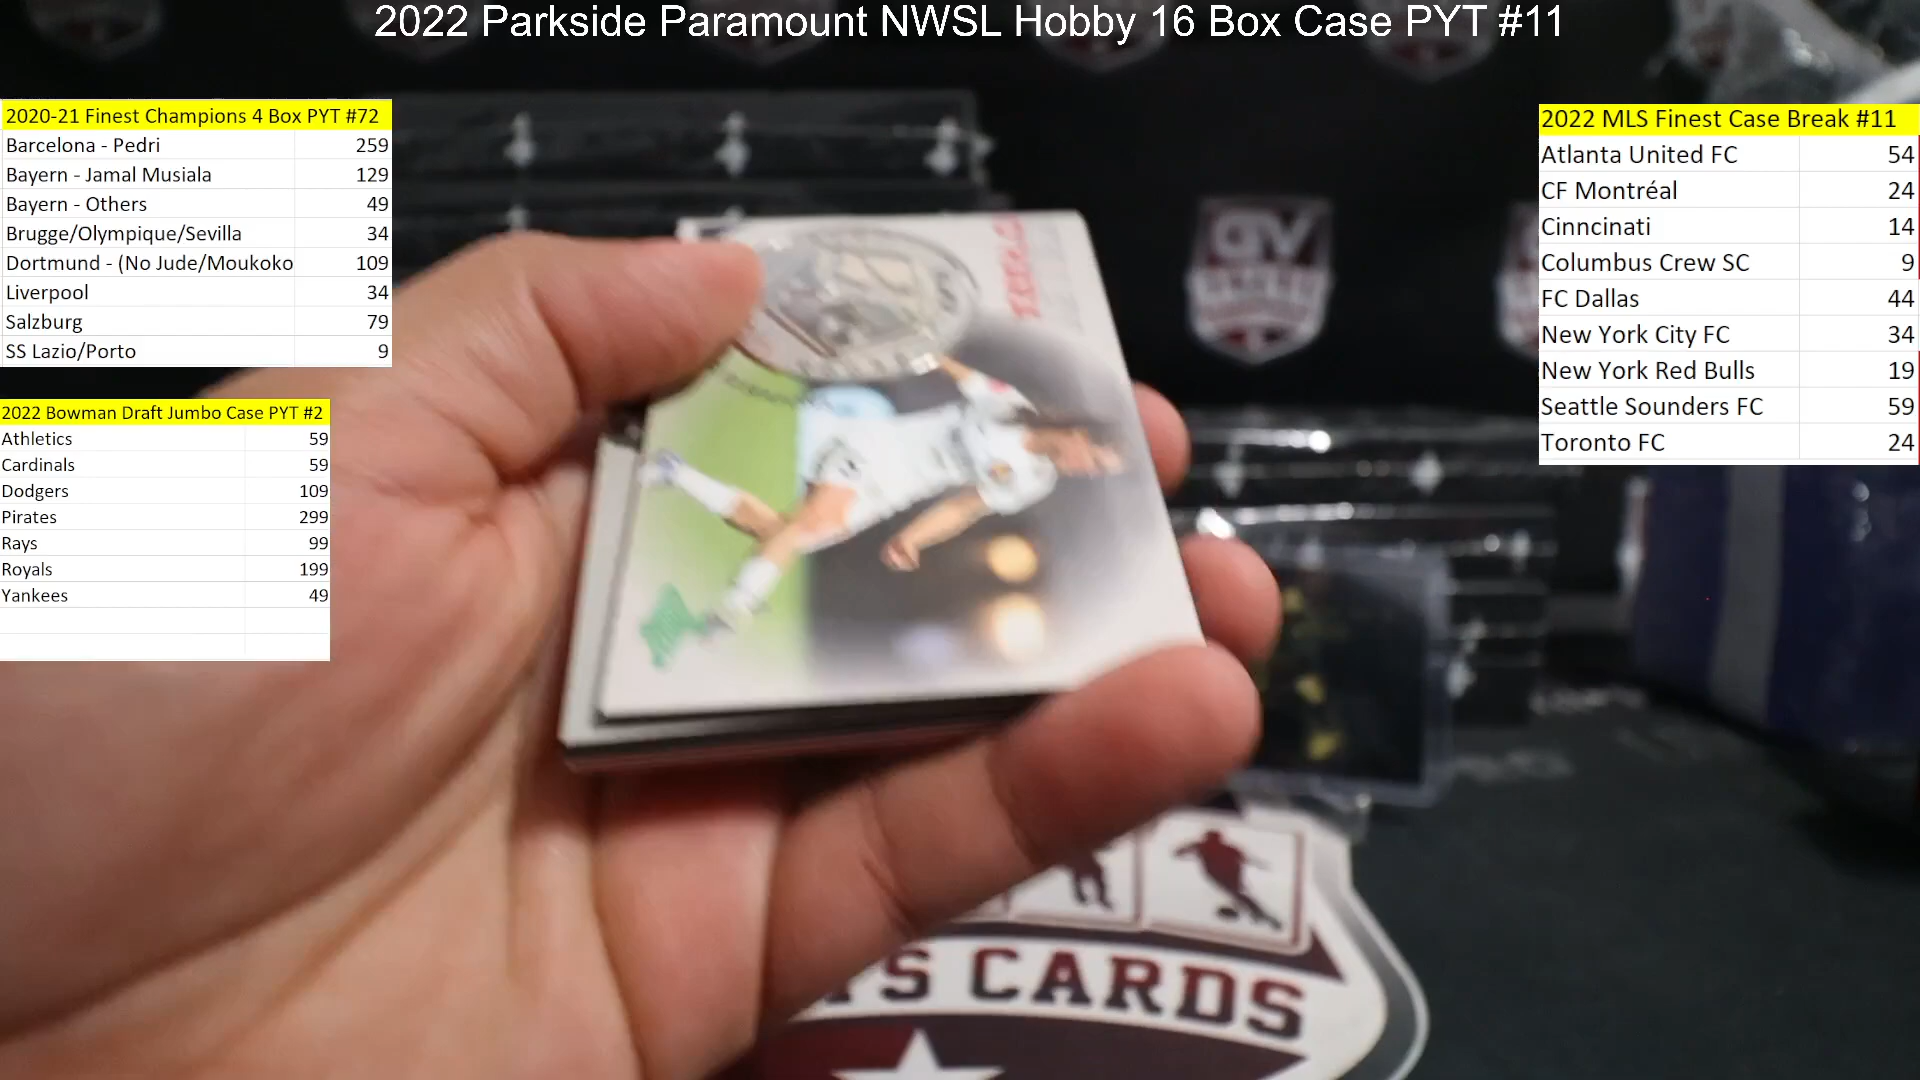 2022 Parkside Paramount NWSL Hobby 16 Box Case PYT #11
2020-21 Finest Champions 4 Box PYT #72
Barcelona - Pedri 259
Bayern - Jamal Musiala 129
Bayern - Others 49
Brugge/Olympique/Sevilla 34
Dortmund - (No Jude/Moukoko 109
Liverpool 34
Salzburg 79
SS Lazio/Porto 9
2022 Bowman Draft Jumbo Case PYT #2
Athletics 59
Cardinals 59
Dodgers 109
Pirates 299
Rays 99
Royals 199
Yankees 49
2022 MLS Finest Case Break #11
Atlanta United FC 54
CF Montréal 24
Cinncinati 14
Columbus Crew SC 9
FC Dallas 44
New York City FC 34
New York Red Bulls 19
Seattle Sounders FC 59
Toronto FC 24
GV
CARDS